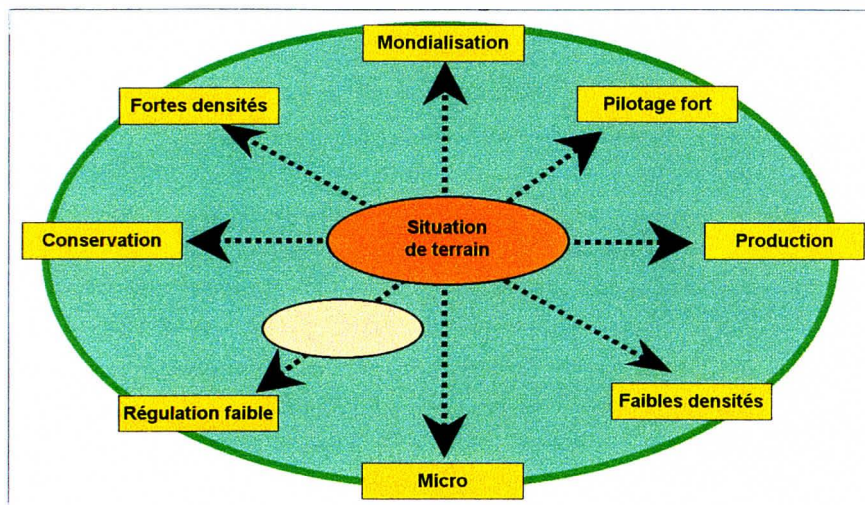 Mondialisation
Fortes densités
Pilotage fort
Situation
de terrain
Conservation
Production
Régulation faible
Faibles densités
Micro